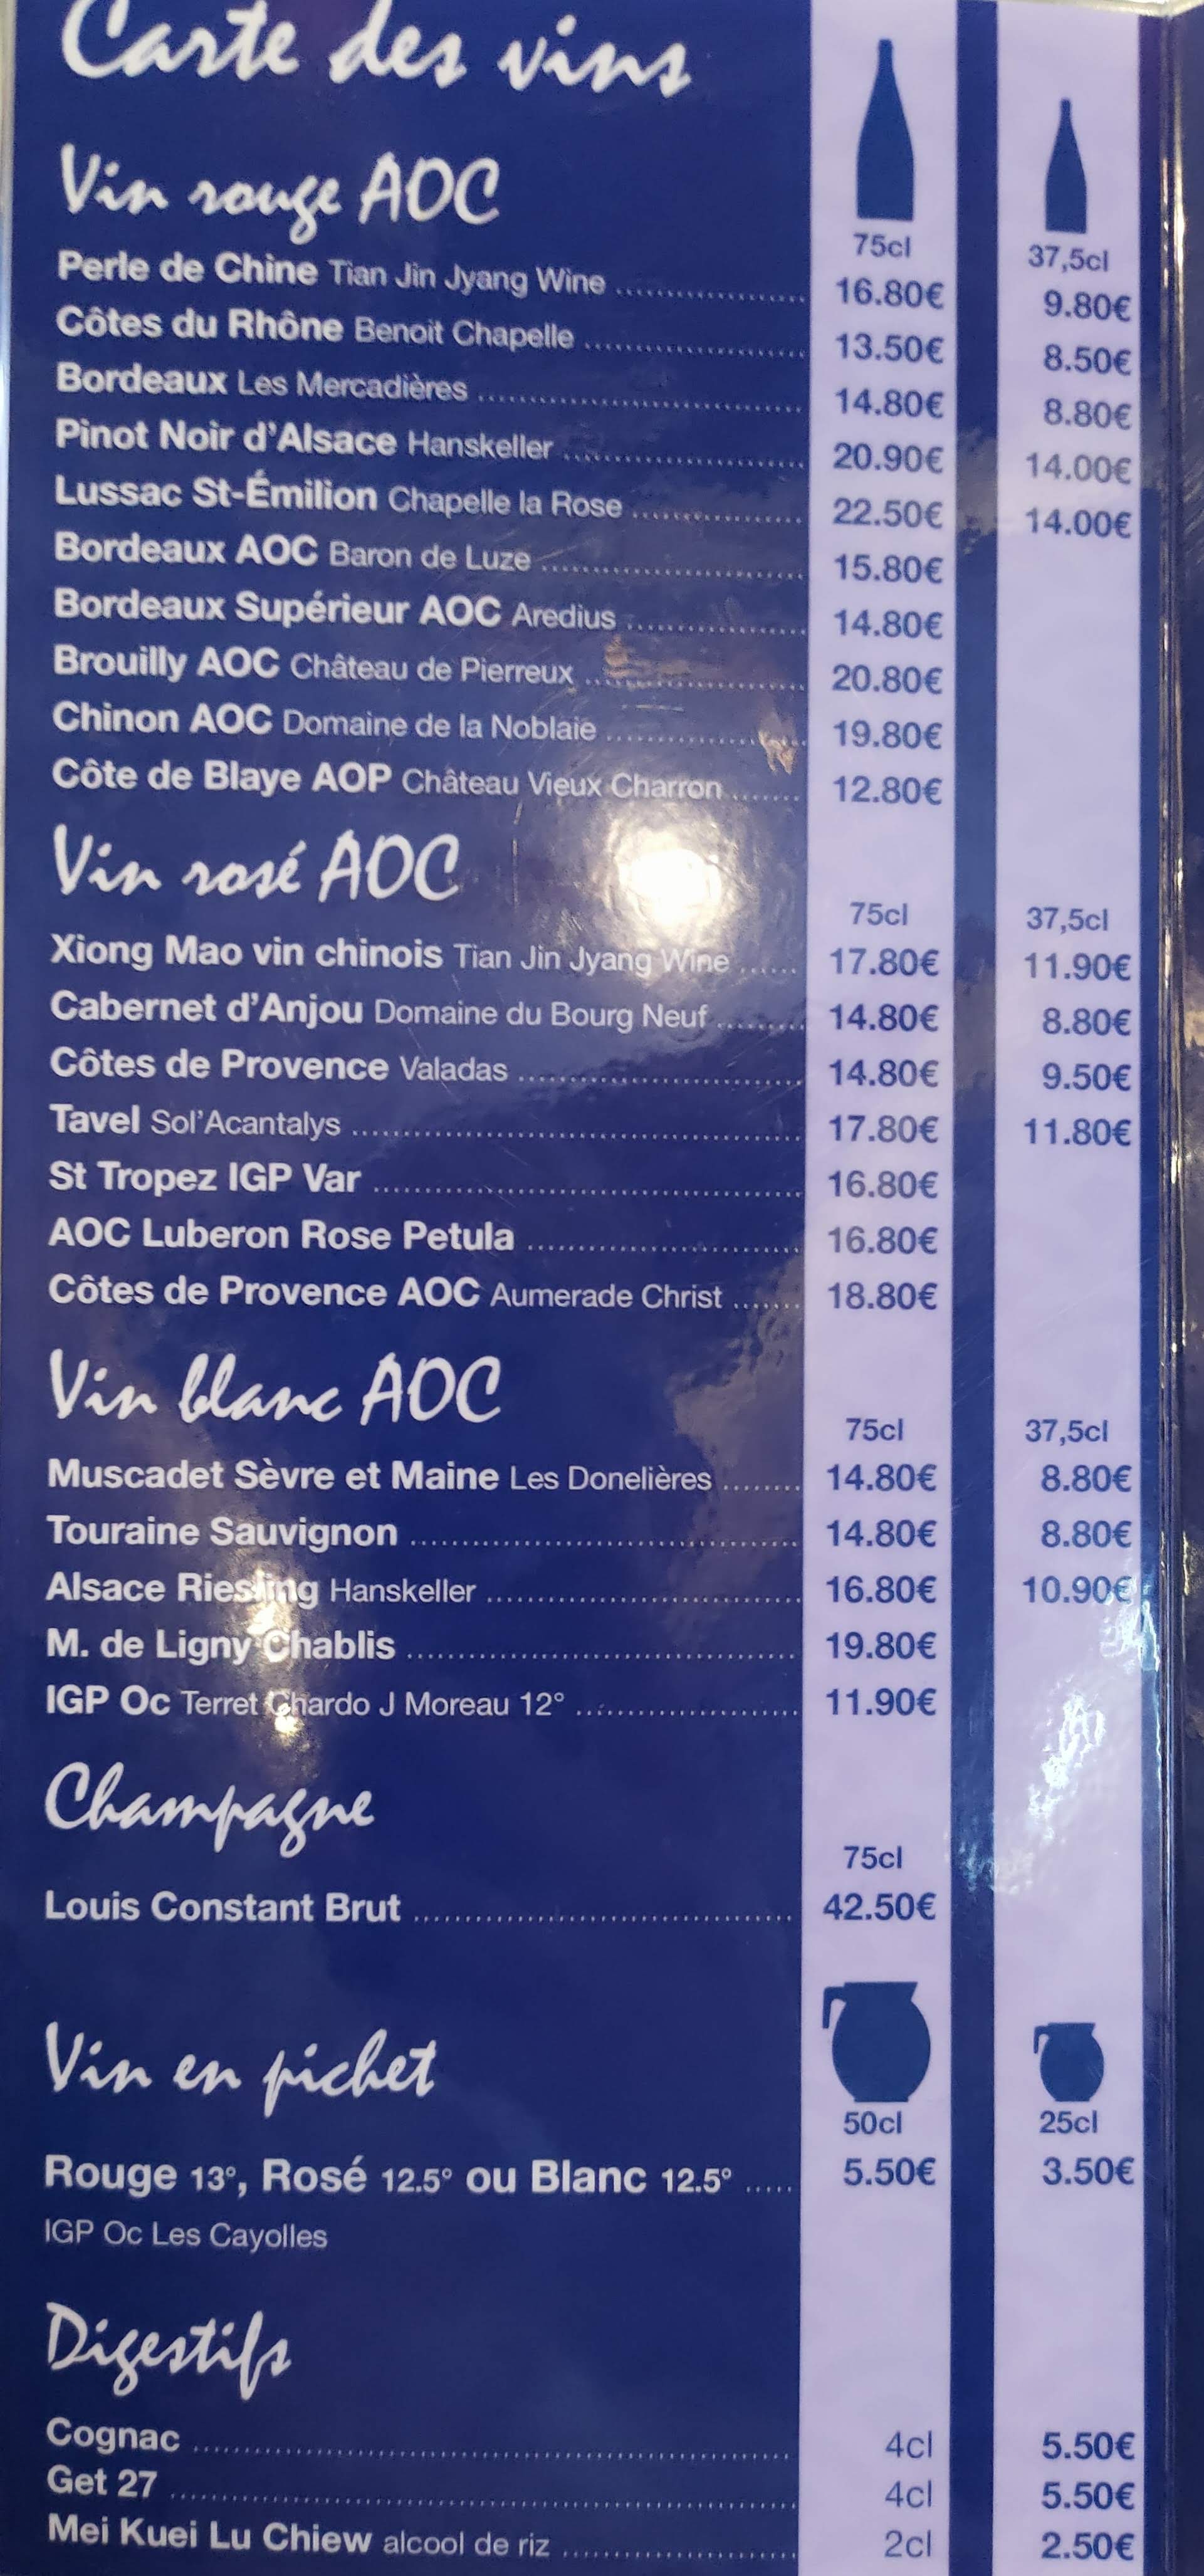 Carte des vins
Vin rouge AOC
75cl 37,5cl
Perle de Chine Tian Jin Jyang Wine 16.80€ 9.80€
Côtes du Rhône Benoit Chapelle 13.50€ 8.50€
Bordeaux Les Mercadières 14.80€ 8.80€
Pinot Noir d'Alsace Hanskeller 20.90€ 14.00€
Lussac St-Émilion Chapelle la Rose 22.50€ 14.00€
Bordeaux AOC Baron de Luze 15.80€
Bordeaux Supérieur AOC Aredius 14.80€
Brouilly AOC Château de Pierreux 20.80€
Chinon AOC Domaine de la Noblaie 19.80€
Côte de Blaye AOP Château Vieux Charron 12.80€
Vin rosé AOC
75cl 37,5cl
Xiong Mao vin chinois Tian Jin Jyang Wine 17.80€ 11.90€
Cabernet d'Anjou Domaine du Bourg Neuf 14.80€ 8.80€
Côtes de Provence Valadas 14.80€ 9.50€
Tavel Sol'Acantalys 17.80€ 11.80€
St Tropez IGP Var 16.80€
AOC Luberon Rose Petula 16.80€
Côtes de Provence AOC Aumerade Christ 18.80€
Vin blanc AOC
75cl 37,5cl
Muscadet Sèvre et Maine Les Donelières 14.80€ 8.80€
Touraine Sauvignon 14.80€ 8.80€
Alsace Riesling Hanskeller 16.80€ 10.90€
M. de Ligny Chablis 19.80€
IGP Oc Terret Chardo J Moreau 12° 11.90€
Champagne
75cl
Louis Constant Brut 42.50€
Vin en pichet
50cl 25cl
Rouge 13°, Rosé 12.5° ou Blanc 12.5° 5.50€ 3.50€
IGP Oc Les Cayolles
Digestifs
Cognac 4cl 5.50€
Get 27 4cl 5.50€
Mei Kuei Lu Chiew alcool de riz 2cl 2.50€